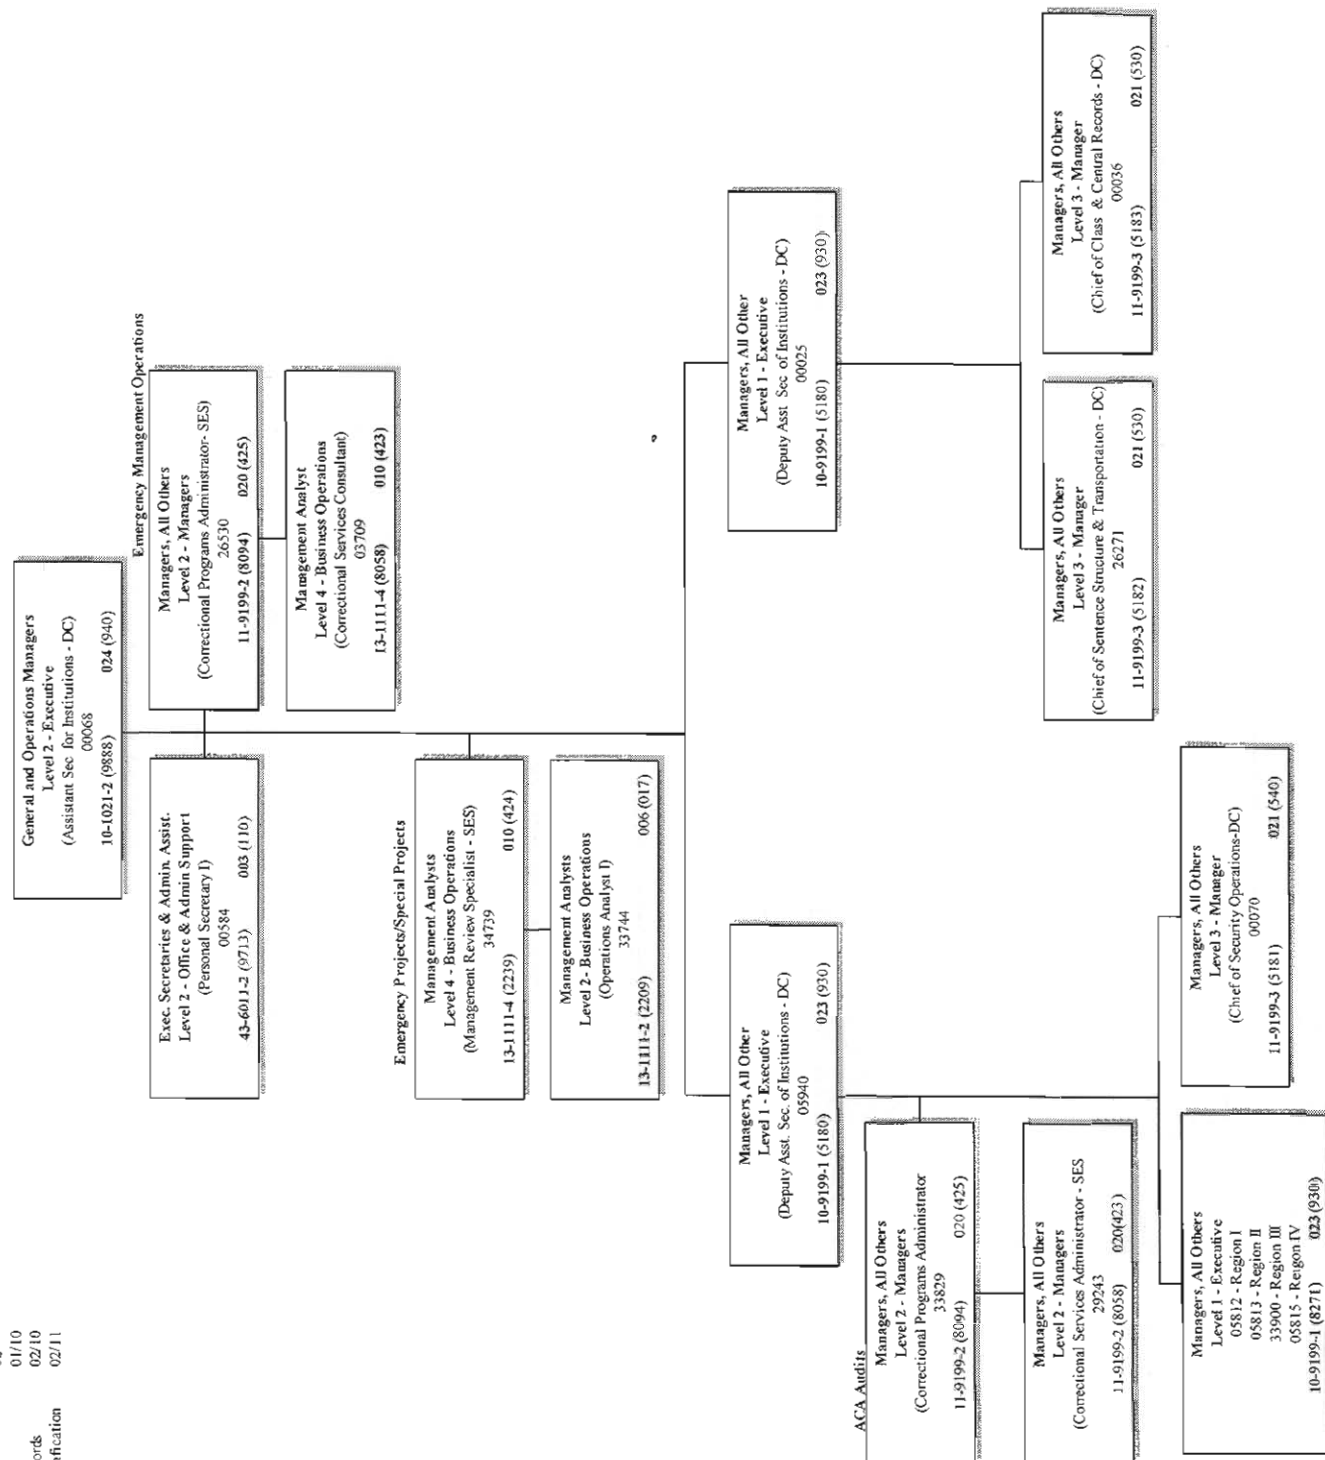 01/10
02/10
02/11
General and Operations Managers
Level 2 - Executive
(Assistant Sec for Institutions - DC)
00068
10-1021-2 (9888) 024 (940)
Emergency Management Operations
Exec. Secretaries & Admin. Assist.
Level 2 - Office & Admin Support
(Personal Secretary I)
00584
43-6011-2 (9713) 003 (110)
Managers, All Others
Level 2 - Managers
(Correctional Programs Administrator- SES)
26530
11-9199-2 (8094) 020 (425)
Management Analyst
Level 4 - Business Operations
(Correctional Services Consultant)
03709
13-1111-4 (8058) 010 (423)
Emergency Projects/Special Projects
Management Analysts
Level 4 - Business Operations
(Management Review Specialist - SES)
34739
13-1111-4 (2239) 010 (424)
Management Analysts
Level 2- Business Operations
(Operations Analyst I)
33744
13-1111-2 (2209) 006 (017)
Managers, All Other
Level 1 - Executive
(Deputy Asst. Sec. of Institutions - DC)
05940
10-9199-1 (5180) 023 (930)
Managers, All Other
Level 1 - Executive
(Deputy Asst Sec of Institutions - DC)
00025
10-9199-1 (5180) 023 (930)
ACA Audits
Managers, All Others
Level 2 - Managers
(Correctional Programs Administrator
33829
11-9199-2 (8094) 020 (425)
Managers, All Others
Level 2 - Managers
(Correctional Services Administrator - SES
29243
11-9199-2 (8058) 020(423)
Managers, All Others
Level 1 - Executive
05812 - Region I
05813 - Region II
33900 - Region III
05815 - Reigon IV
10-9199-1 (8271) 023 (930)
Managers, All Others
Level 3 - Manager
(Chief of Security Operations-DC)
00070
11-9199-3 (5181) 021 (540)
Managers, All Others
Level 3 - Manager
(Chief of Sentence Structure & Transportation - DC)
26271
11-9199-3 (5182) 021 (530)
Managers, All Others
Level 3 - Manager
(Chief of Class & Central Records - DC)
00036
11-9199-3 (5183) 021 (530)